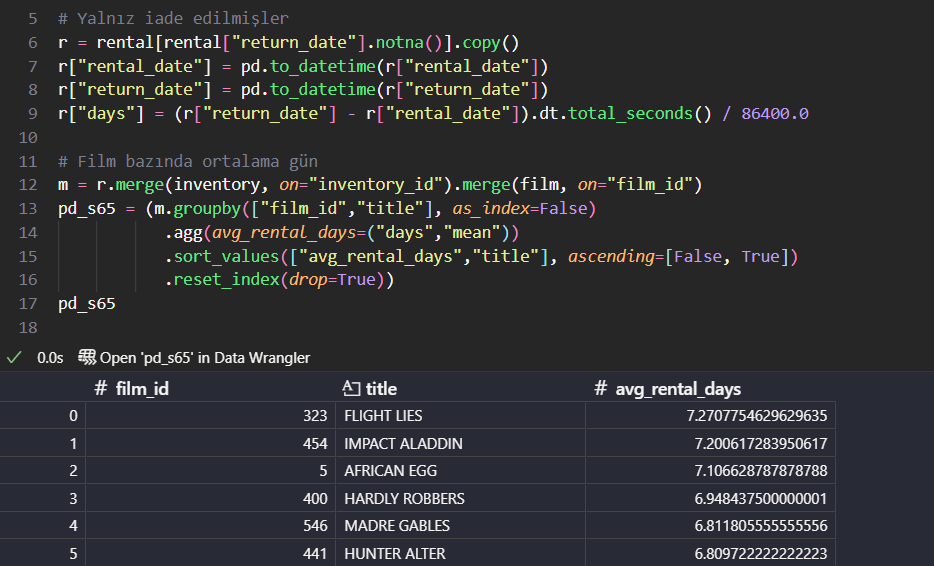 5 # Yalnız iade edilmişler
6 r = rental[rental["return_date"].notna()].copy()
7 r["rental_date"] = pd.to_datetime(r["rental_date"])
8 r["return_date"] = pd.to_datetime(r["return_date"])
9 r["days"] = (r["return_date"] - r["rental_date"]).dt.total_seconds() / 86400.0
10
11 # Film bazında ortalama gün
12 m = r.merge(inventory, on="inventory_id").merge(film, on="film_id")
13 pd_s65 = (m.groupby(["film_id","title"], as_index=False)
14 .agg(avg_rental_days=("days","mean"))
15 .sort_values(["avg_rental_days","title"], ascending=[False, True])
16 .reset_index(drop=True))
17 pd_s65
18
0.0s Open 'pd_s65' in Data Wrangler
# film_id title # avg_rental_days
0 323 FLIGHT LIES 7.2707754629629635
1 454 IMPACT ALADDIN 7.200617283950617
2 5 AFRICAN EGG 7.106628787878788
3 400 HARDLY ROBBERS 6.948437500000001
4 546 MADRE GABLES 6.811805555555556
5 441 HUNTER ALTER 6.809722222222223